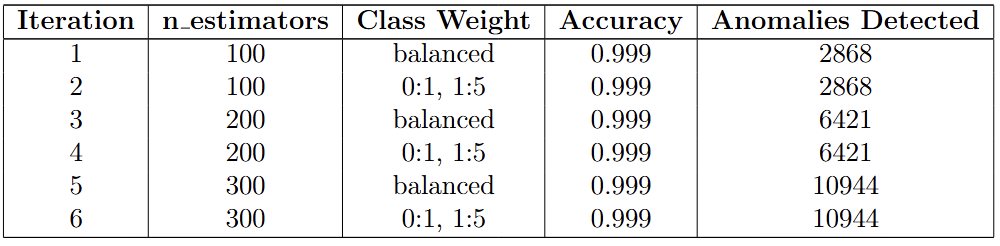 Iteration n_estimators Class Weight Accuracy Anomalies Detected
1 100 balanced 0.999 2868
2 100 0:1, 1:5 0.999 2868
3 200 balanced 0.999 6421
4 200 0:1, 1:5 0.999 6421
5 300 balanced 0.999 10944
6 300 0:1, 1:5 0.999 10944